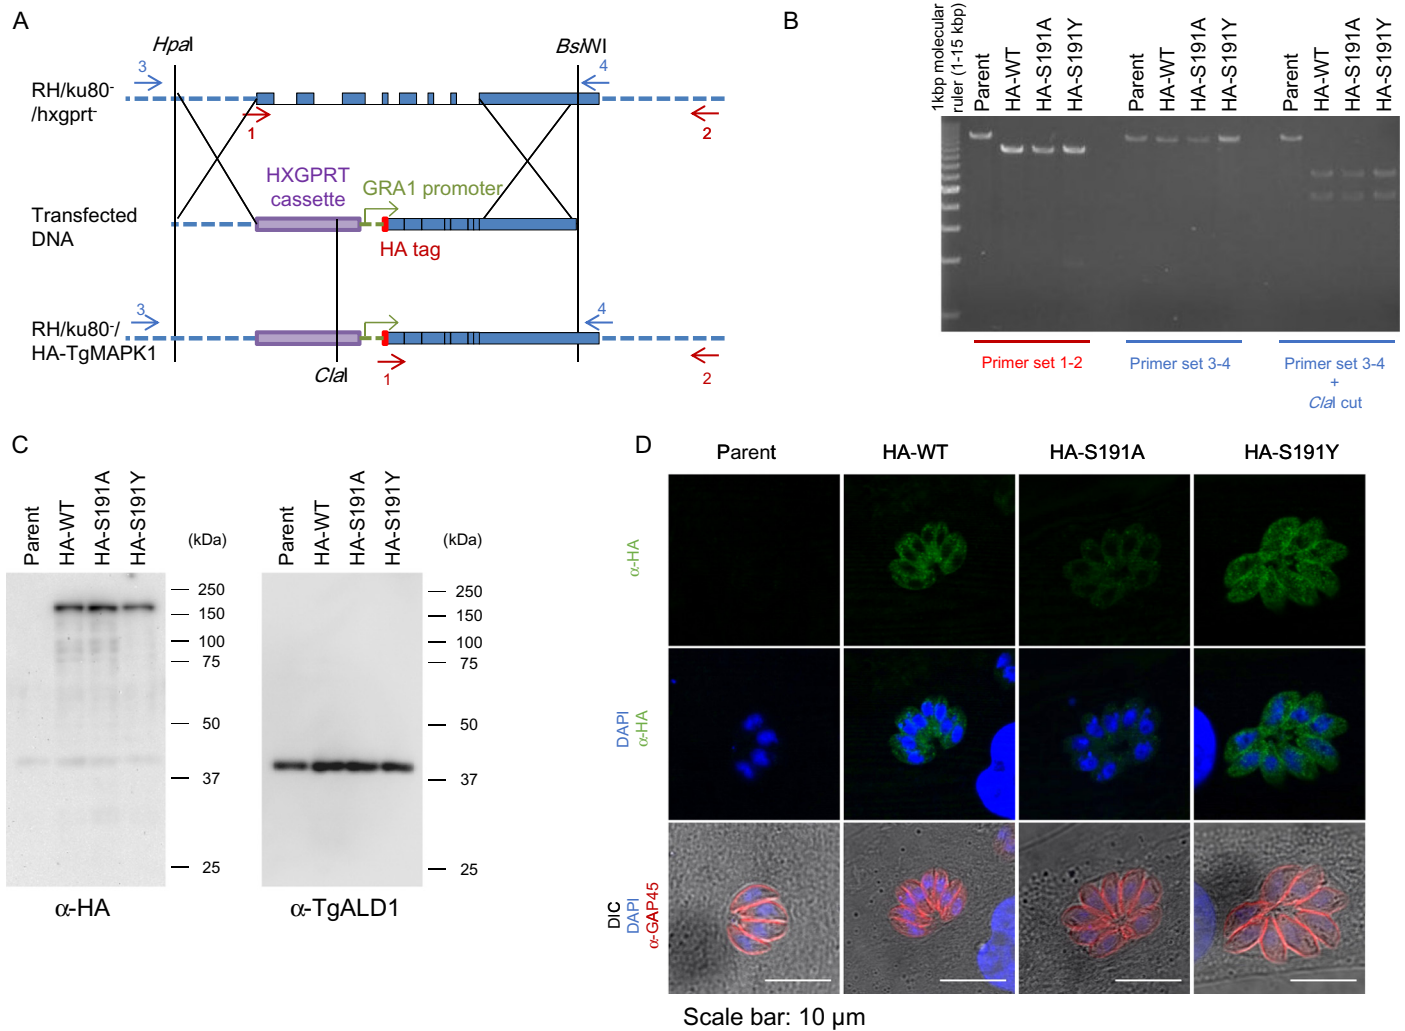 A
HpaI
BsiWI
3
4
RH/ku80-
/hxgprt-
1
2
HXGPRT
cassette
GRA1 promoter
Transfected
DNA
HA tag
3
4
RH/ku80-/
HA-TgMAPK1
ClaI
1
2
B
1kbp molecular
ruler (1-15 kbp)
Parent
HA-WT
HA-S191A
HA-S191Y
Parent
HA-WT
HA-S191A
HA-S191Y
Parent
HA-WT
HA-S191A
HA-S191Y
Primer set 1-2
Primer set 3-4
Primer set 3-4
+
ClaI cut
C
Parent
HA-WT
HA-S191A
HA-S191Y
(kDa)
250
150
100
75
50
37
25
α-HA
Parent
HA-WT
HA-S191A
HA-S191Y
(kDa)
250
150
100
75
50
37
25
α-TgALD1
D
Parent
HA-WT
HA-S191A
HA-S191Y
α-HA
DAPI
α-HA
DIC
DAPI
α-GAP45
Scale bar: 10 μm